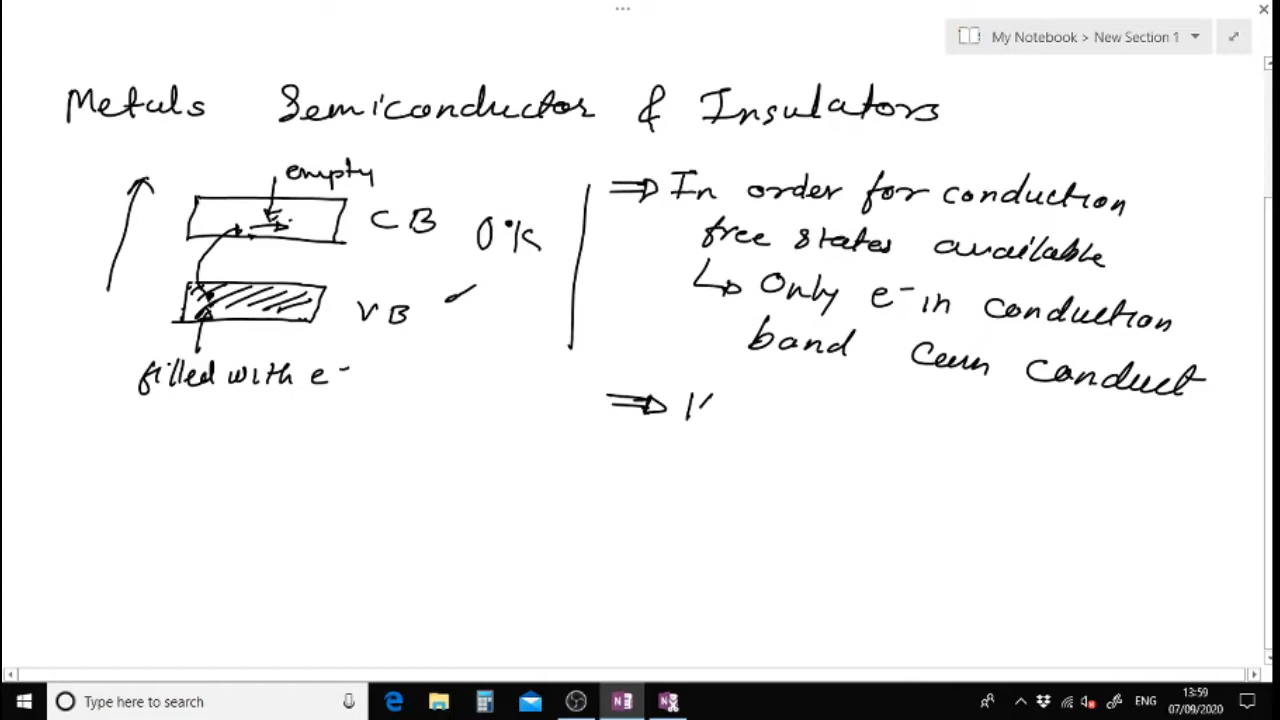 My Notebook > New Section 1
Metals Semiconductor & Insulators
empty
CB
0°K
VB
filled with e-
⇒ In order for conduction
free states available
↳ Only e- in conduction
band can conduct
⇒
Type here to search
ENG
13:59
07/09/2020